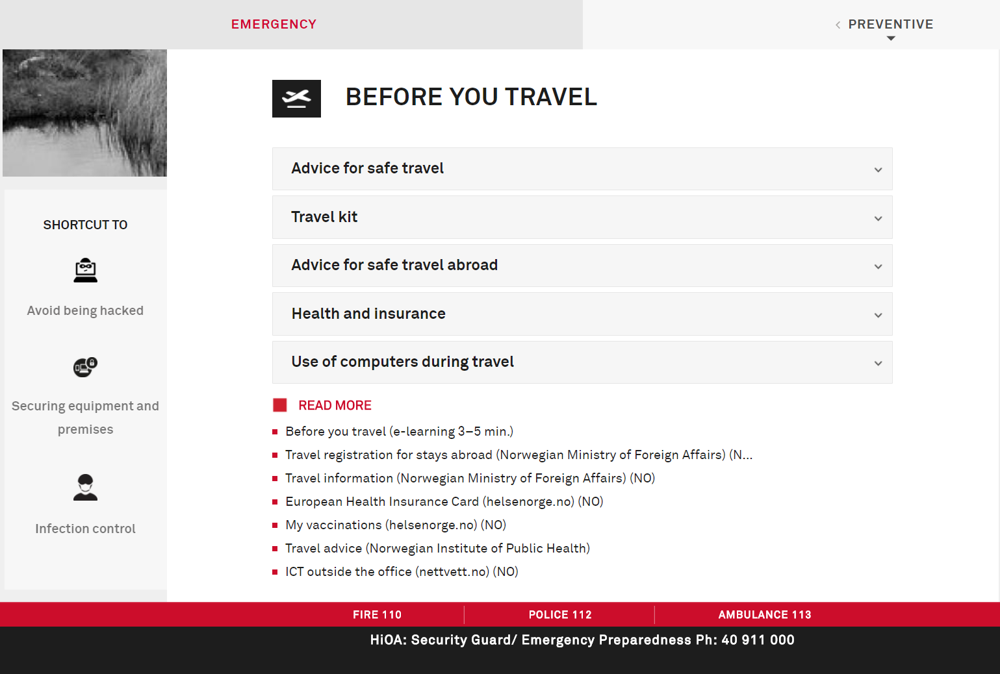 EMERGENCY
PREVENTIVE
BEFORE YOU TRAVEL
Advice for safe travel
Travel kit
Advice for safe travel abroad
Health and insurance
Use of computers during travel
READ MORE
Before you travel (e-learning 3–5 min.)
Travel registration for stays abroad (Norwegian Ministry of Foreign Affairs) (N...
Travel information (Norwegian Ministry of Foreign Affairs) (NO)
European Health Insurance Card (helsenorge.no) (NO)
My vaccinations (helsenorge.no) (NO)
Travel advice (Norwegian Institute of Public Health)
ICT outside the office (nettvett.no) (NO)
SHORTCUT TO
Avoid being hacked
Securing equipment and
premises
Infection control
FIRE 110
POLICE 112
AMBULANCE 113
HiOA: Security Guard/ Emergency Preparedness Ph: 40 911 000